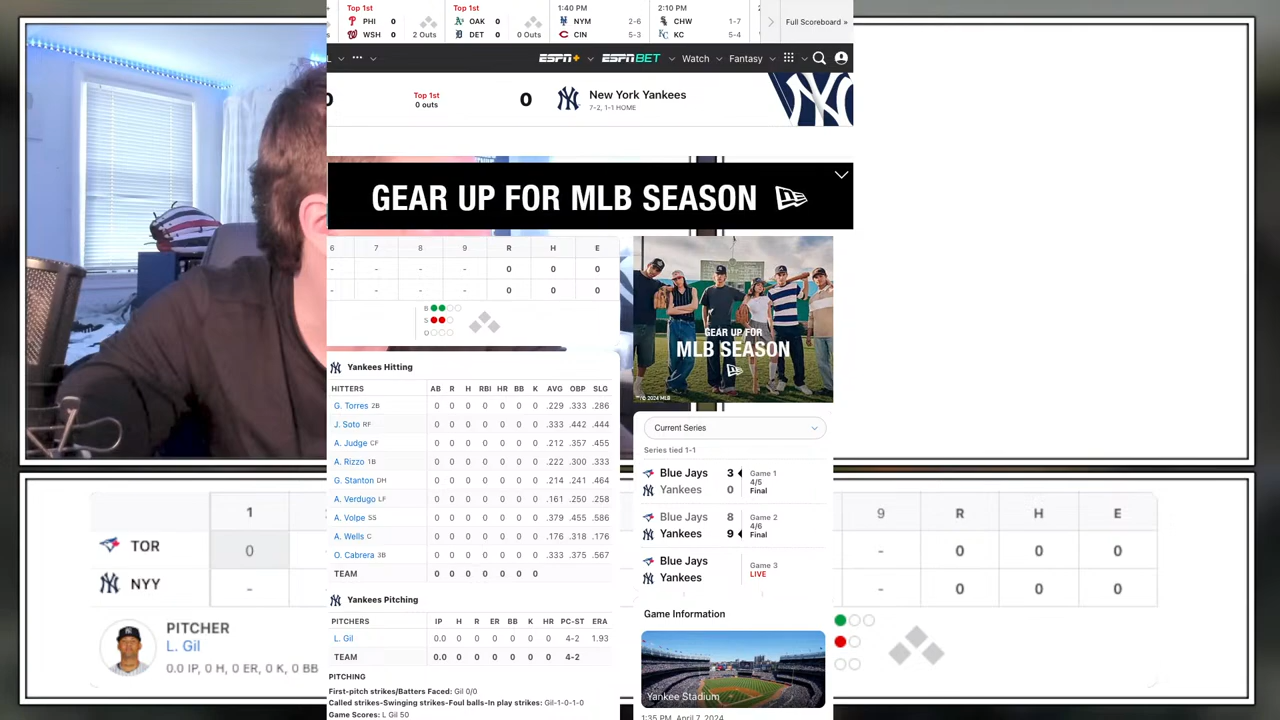 Top 1st
PHI 0
WSH 0
2 Outs
Top 1st
OAK 0
DET 0
0 Outs
1:40 PM
NYM 2-6
CIN 5-3
2:10 PM
CHW 1-7
KC 5-4
Full Scoreboard »
L
ESPN+
ESPN BET
Watch
Fantasy
0
Top 1st
0 outs
0
New York Yankees
7-2, 1-1 HOME
GEAR UP FOR MLB SEASON
6 7 8 9 R H E
- - - - 0 0 0
- - - - 0 0 0
B
S
O
GEAR UP FOR
MLB SEASON
Yankees Hitting
HITTERS AB R H RBI HR BB K AVG OBP SLG
G. Torres 2B 0 0 0 0 0 0 0 .229 .333 .286
J. Soto RF 0 0 0 0 0 0 0 .333 .442 .444
A. Judge CF 0 0 0 0 0 0 0 .212 .357 .455
A. Rizzo 1B 0 0 0 0 0 0 0 .222 .300 .333
G. Stanton DH 0 0 0 0 0 0 0 .214 .241 .464
A. Verdugo LF 0 0 0 0 0 0 0 .161 .250 .258
A. Volpe SS 0 0 0 0 0 0 0 .379 .455 .586
A. Wells C 0 0 0 0 0 0 0 .176 .318 .176
O. Cabrera 3B 0 0 0 0 0 0 0 .333 .375 .567
TEAM 0 0 0 0 0 0 0
Yankees Pitching
PITCHERS IP H R ER BB K HR PC-ST ERA
L. Gil 0.0 0 0 0 0 0 0 4-2 1.93
TEAM 0.0 0 0 0 0 0 0 4-2
PITCHING
First-pitch strikes/Batters Faced: Gil 0/0
Called strikes-Swinging strikes-Foul balls-In play strikes: Gil-1-0-1-0
Game Scores: L Gil 50
Current Series
Series tied 1-1
Blue Jays 3
Yankees 0
Game 1
4/5
Final
Blue Jays 8
Yankees 9
Game 2
4/6
Final
Blue Jays
Yankees
Game 3
LIVE
Game Information
Yankee Stadium
1:35 PM, April 7, 2024
1
TOR 0
NYY -
PITCHER
L. Gil
0.0 IP, 0 H, 0 ER, 0 K, 0 BB
9 R H E
- 0 0 0
- 0 0 0